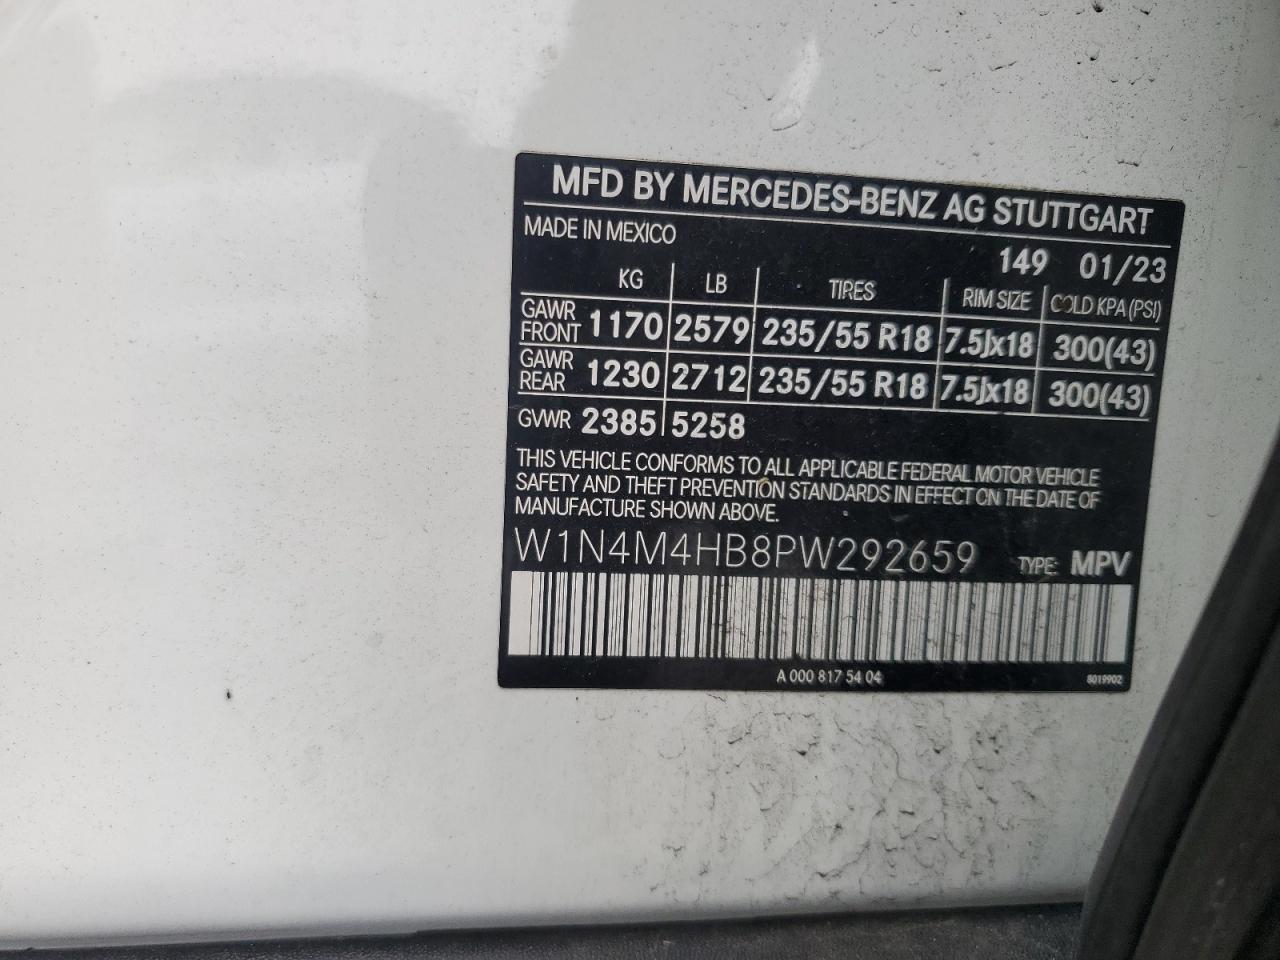 MFD BY MERCEDES-BENZ AG STUTTGART
MADE IN MEXICO
149 01/23
KG LB TIRES RIM SIZE COLD KPA (PSI)
GAWR FRONT 1170 2579 235/55 R18 7.5Jx18 300(43)
GAWR REAR 1230 2712 235/55 R18 7.5Jx18 300(43)
GVWR 2385 5258
THIS VEHICLE CONFORMS TO ALL APPLICABLE FEDERAL MOTOR VEHICLE
SAFETY AND THEFT PREVENTION STANDARDS IN EFFECT ON THE DATE OF
MANUFACTURE SHOWN ABOVE.
W1N4M4HB8PW292659 TYPE: MPV
A 000 817 54 04 8019902